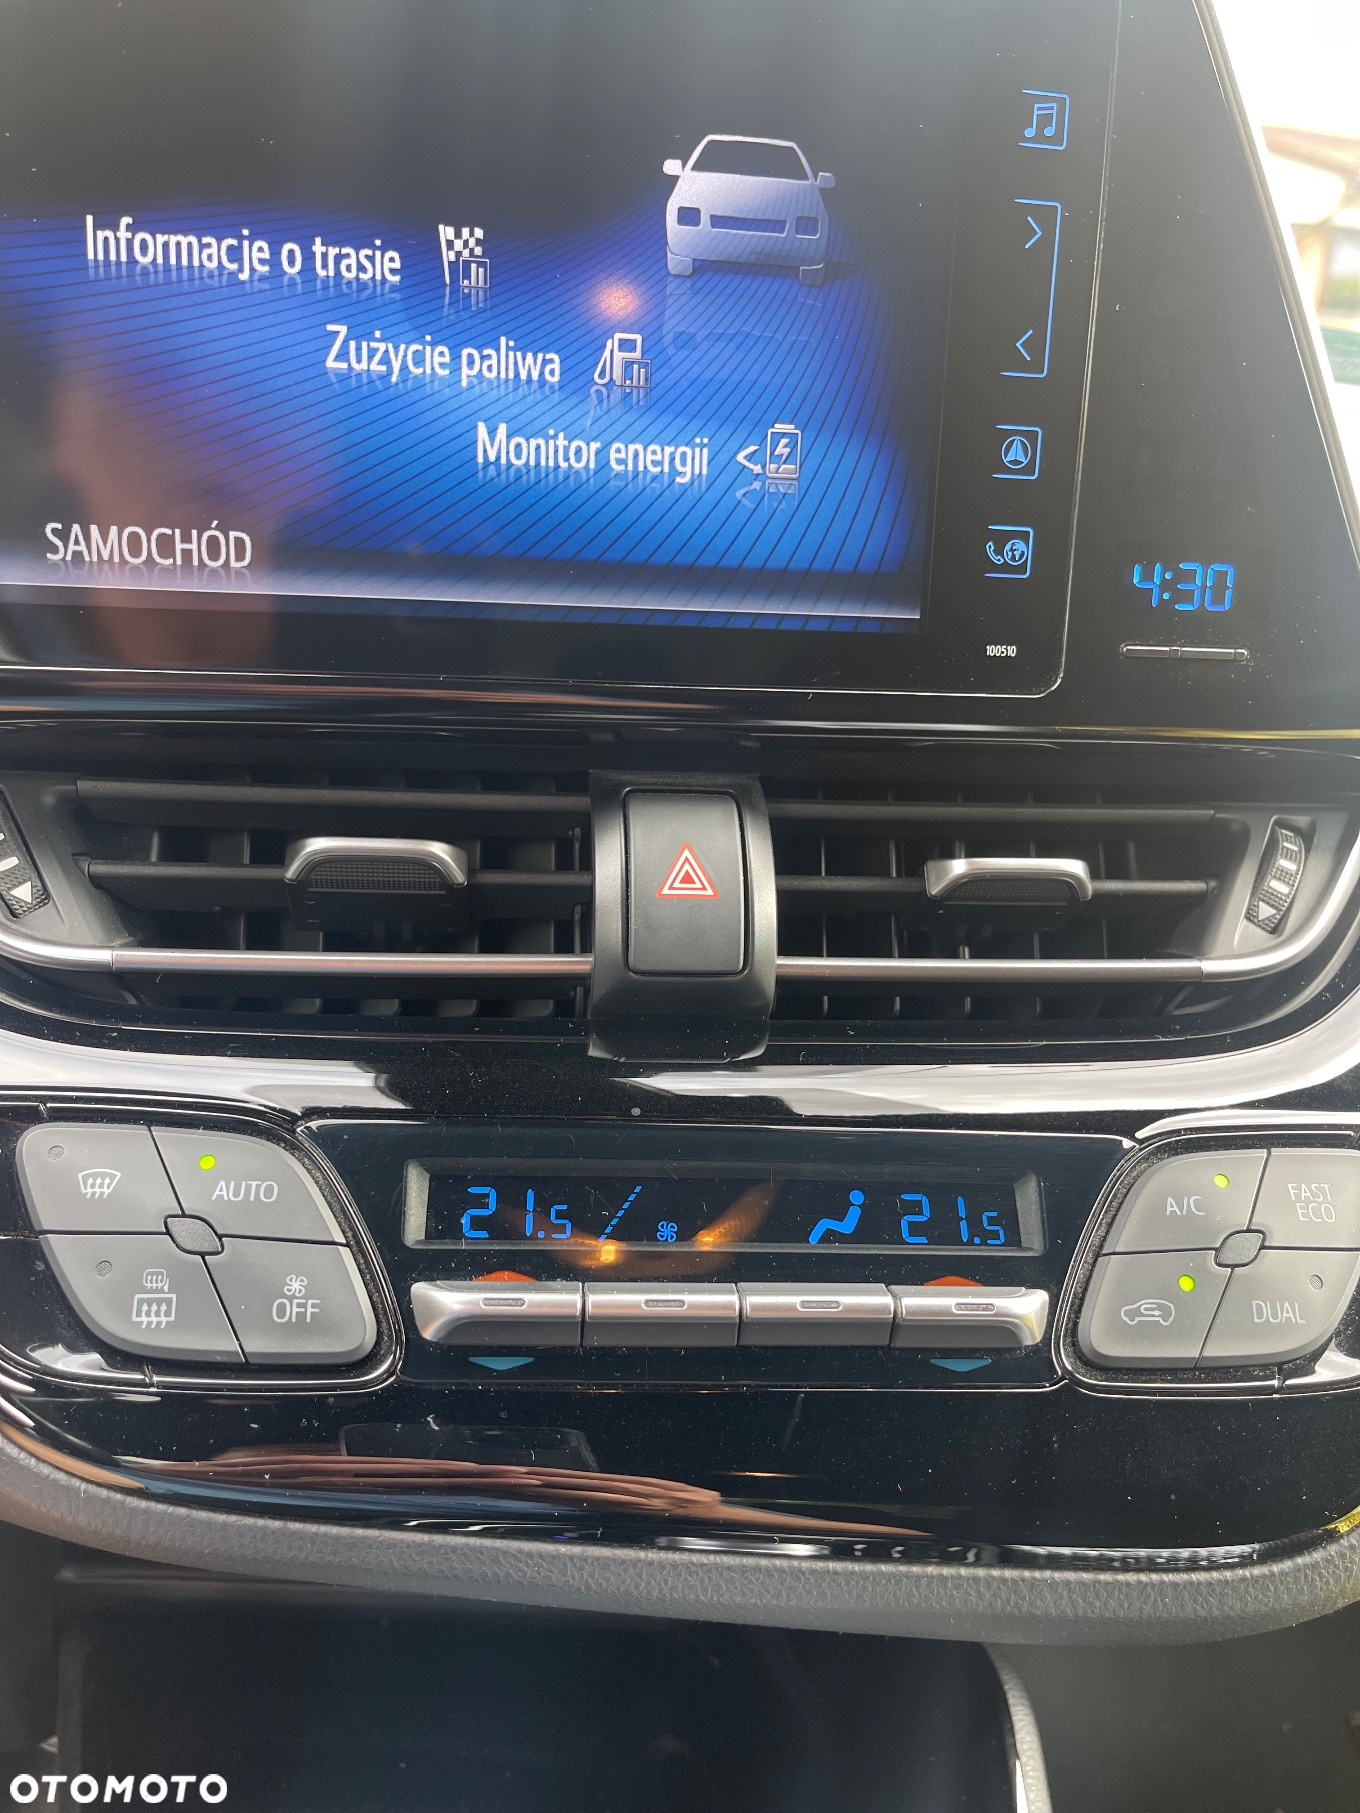 Informacje o trasie
Zużycie paliwa
Monitor energii
SAMOCHÓD
4:30
100510
AUTO
OFF
21.5
21.5
A/C
FAST
ECO
DUAL
OTOMOTO